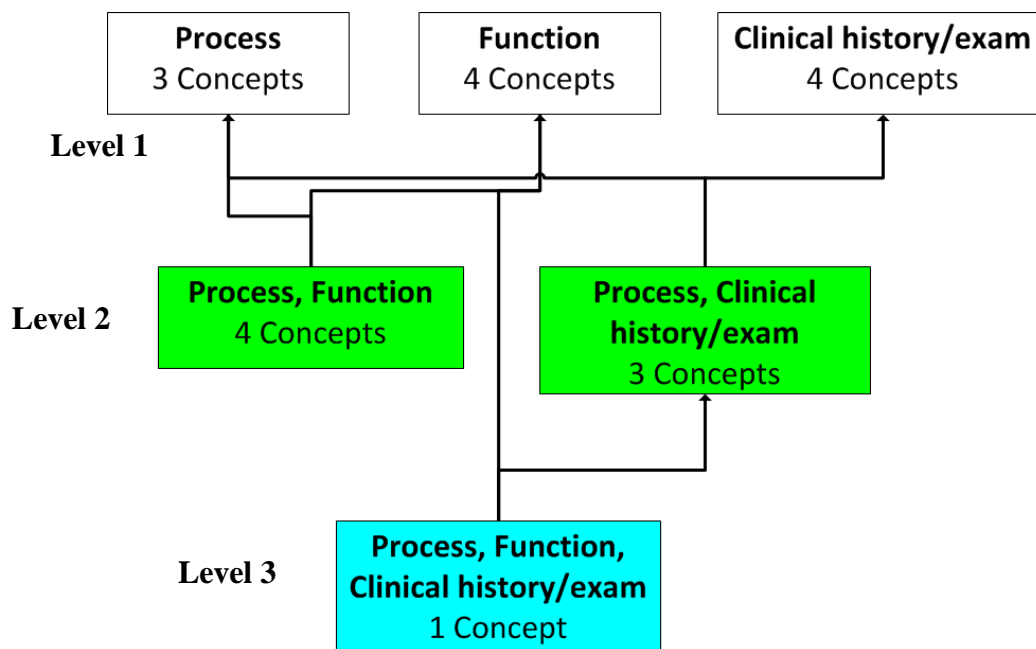 Process
3 Concepts
Function
4 Concepts
Clinical history/exam
4 Concepts
Level 1
Process, Function
4 Concepts
Process, Clinical
history/exam
3 Concepts
Level 2
Process, Function,
Clinical history/exam
1 Concept
Level 3